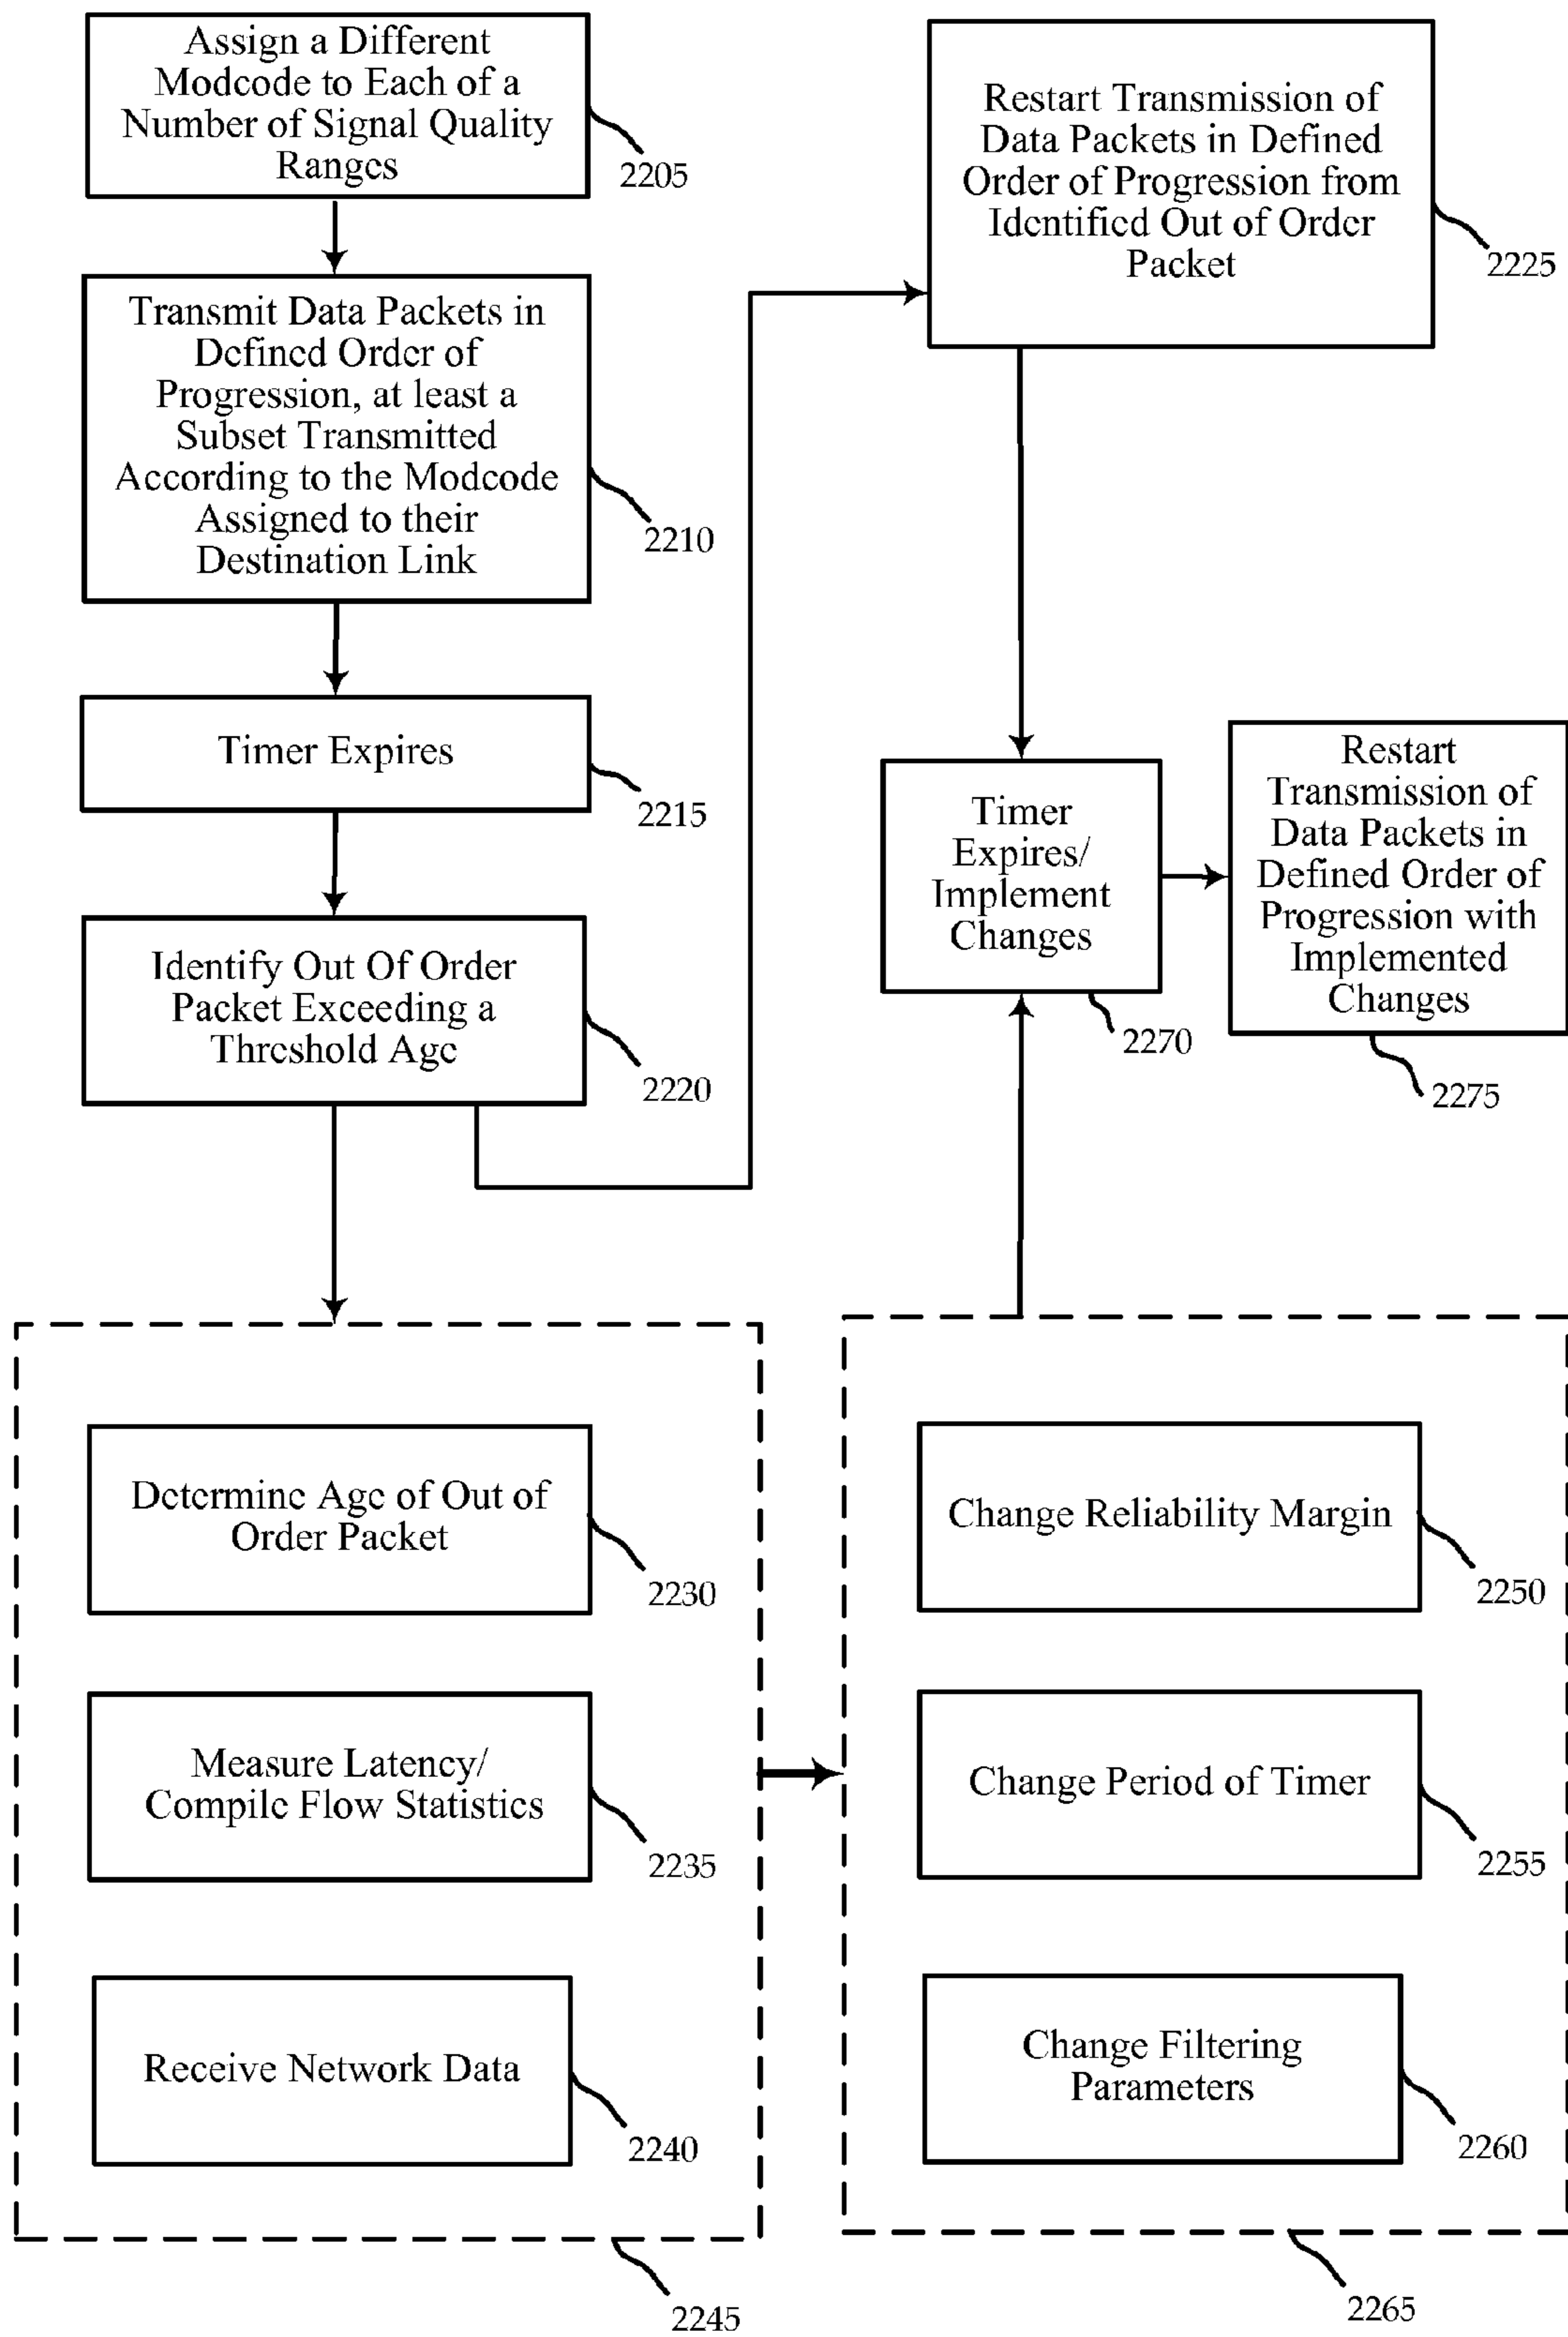 Assign a Different
Modcode to Each of a
Number of Signal Quality
Ranges
2205
Transmit Data Packets in
Defined Order of
Progression, at least a
Subset Transmitted
According to the Modcode
Assigned to their
Destination Link
2210
Timer Expires
2215
Identify Out Of Order
Packet Exceeding a
Threshold Age
2220
Restart Transmission of
Data Packets in Defined
Order of Progression from
Identified Out of Order
Packet
2225
Timer
Expires/
Implement
Changes
2270
Restart
Transmission of
Data Packets in
Defined Order of
Progression with
Implemented
Changes
2275
Determine Age of Out of
Order Packet
2230
Measure Latency/
Compile Flow Statistics
2235
Receive Network Data
2240
2245
Change Reliability Margin
2250
Change Period of Timer
2255
Change Filtering
Parameters
2260
2265